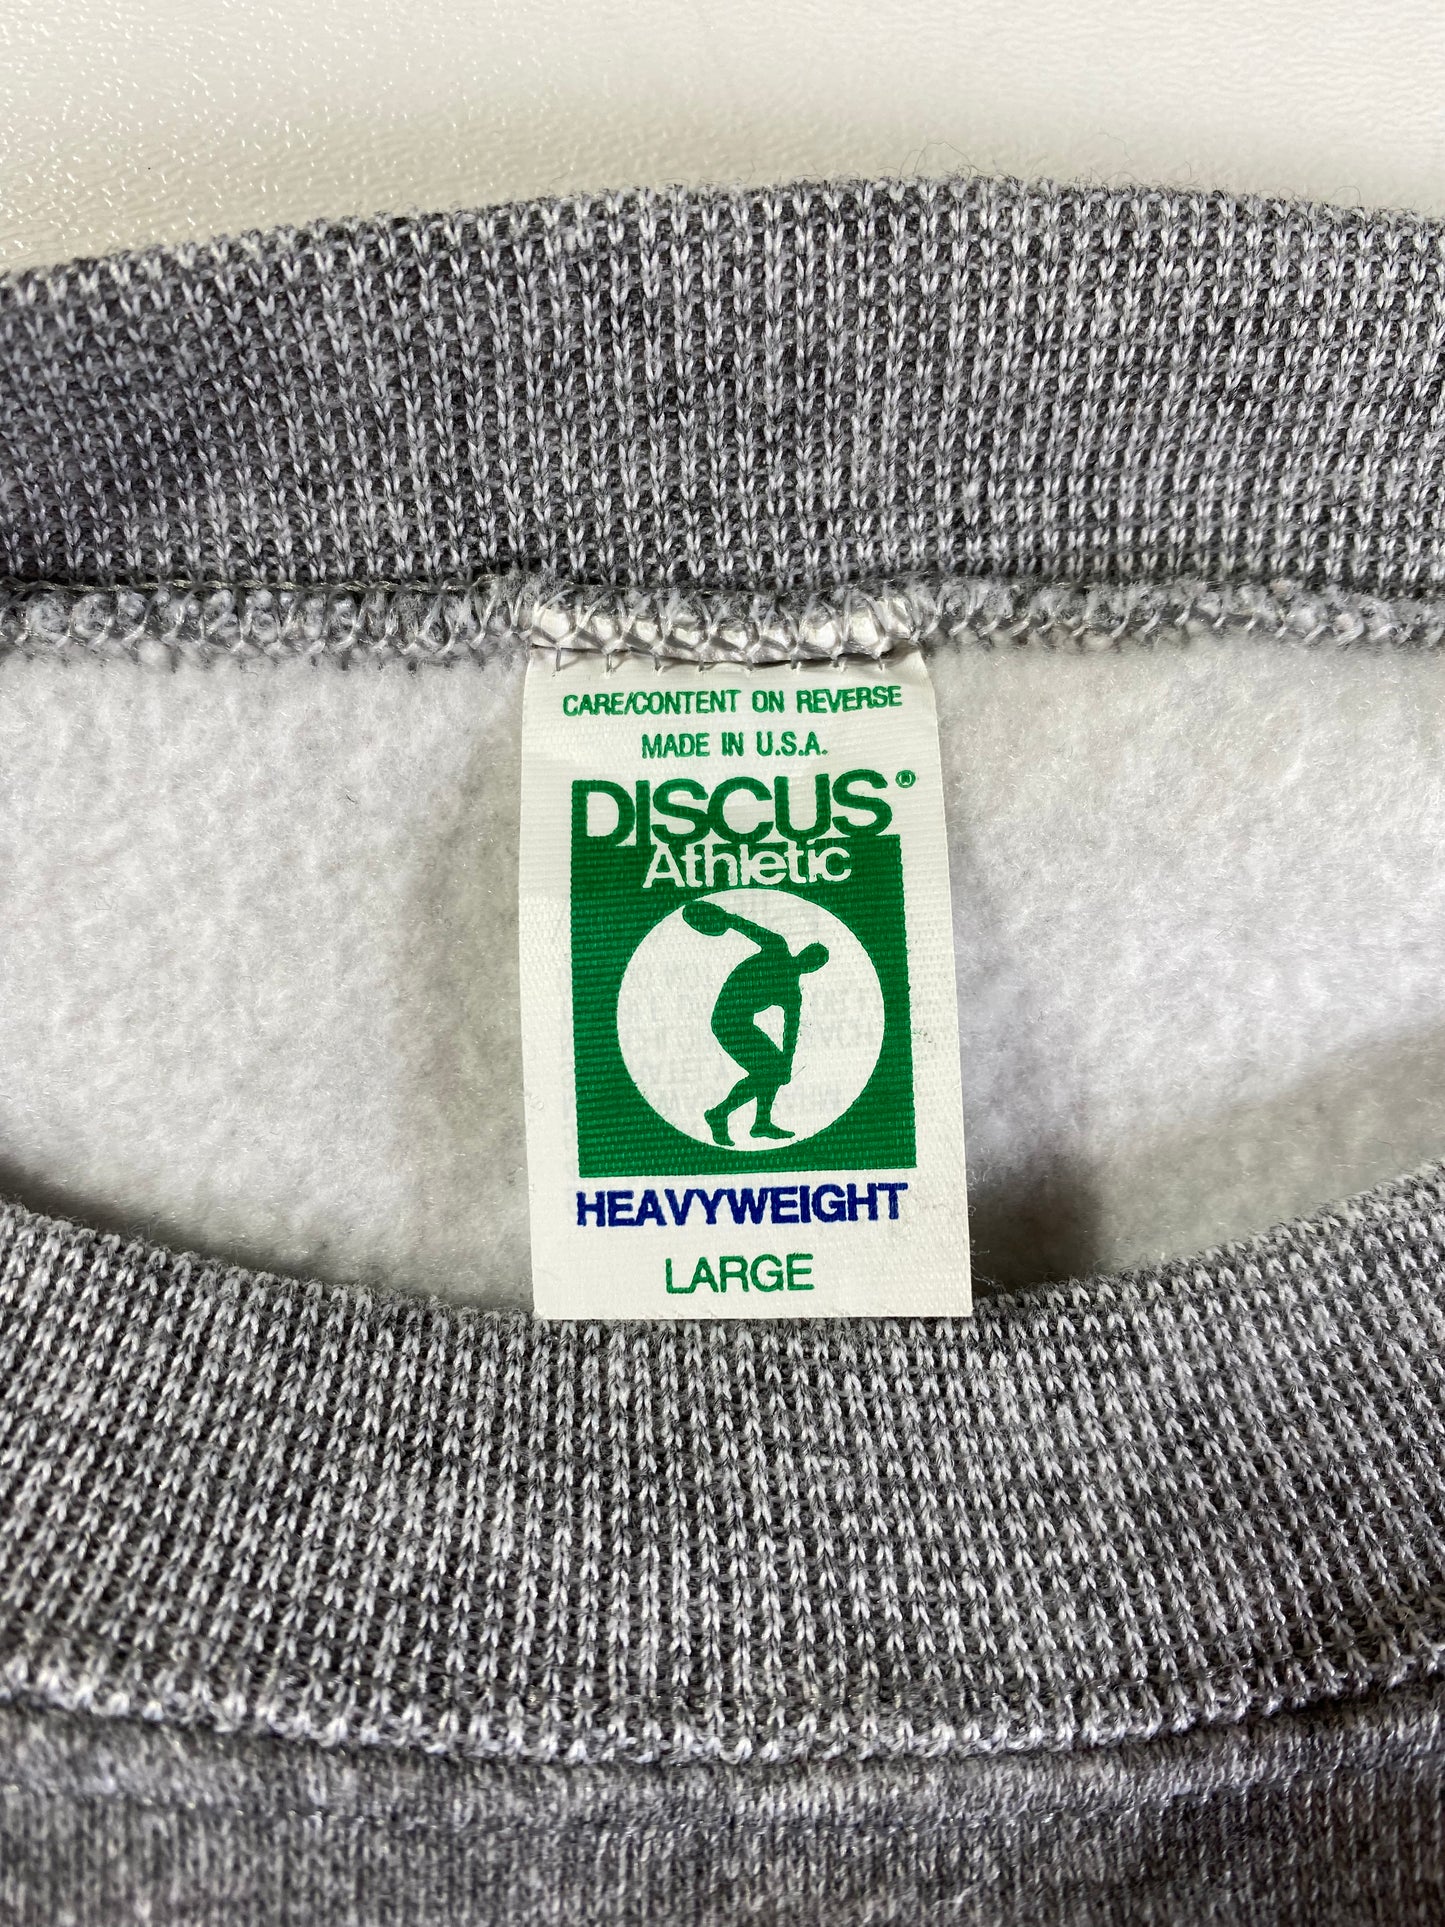 CARE/CONTENT ON REVERSE
MADE IN U.S.A.
DISCUS®
Athletic
HEAVYWEIGHT
LARGE